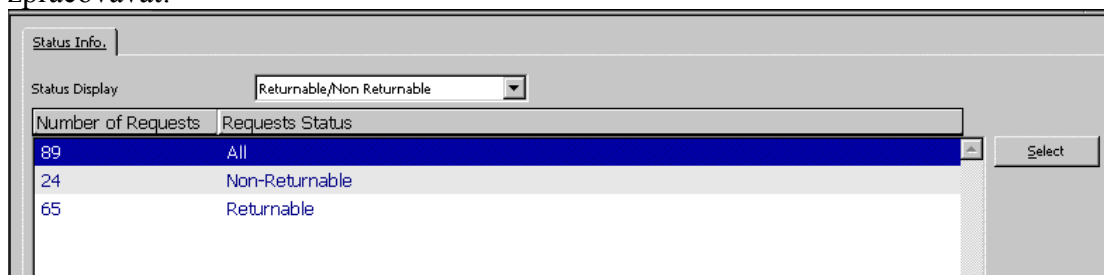 zpracovávat.
Status Info.
Status Display Returnable/Non Returnable
Number of Requests Requests Status
89 All
Select
24 Non-Returnable
65 Returnable